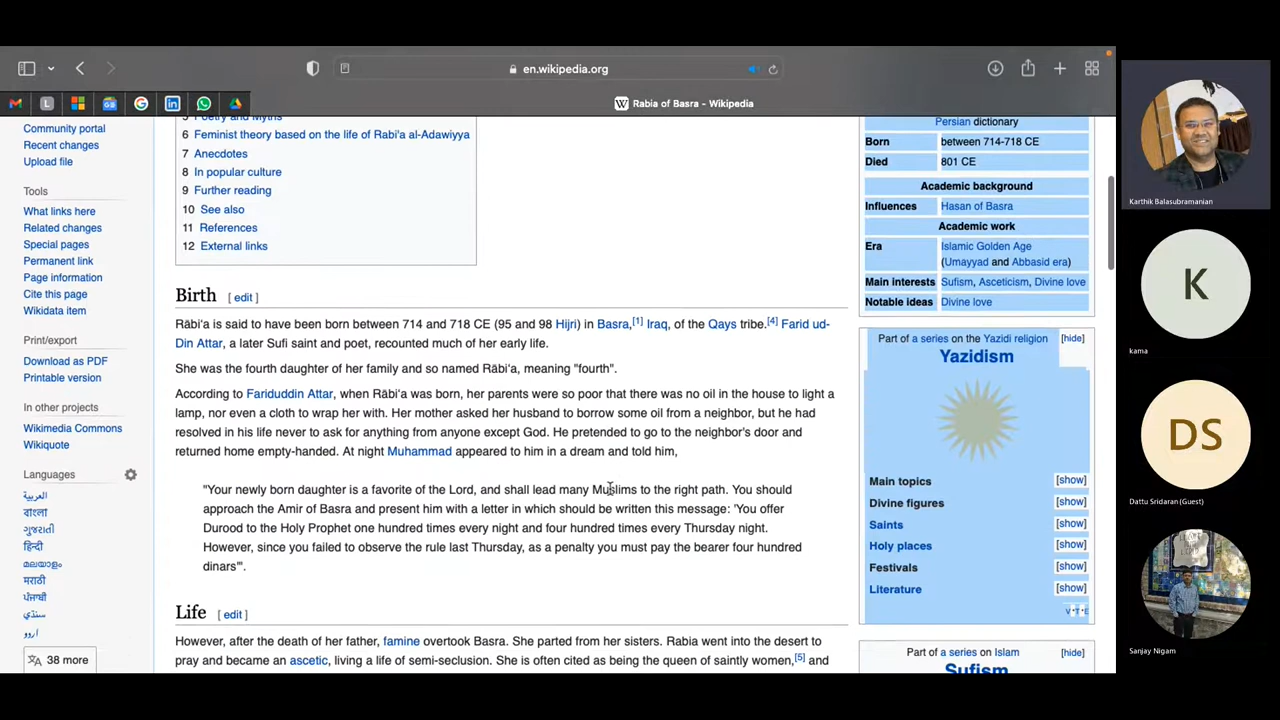 en.wikipedia.org
L
GB
G
in
W Rabia of Basra – Wikipedia
Community portal
Recent changes
Upload file
Tools
What links here
Related changes
Special pages
Permanent link
Page information
Cite this page
Wikidata item
Print/export
Download as PDF
Printable version
In other projects
Wikimedia Commons
Wikiquote
Languages
العربية
বাংলা
ગુજરાતી
हिन्दी
മലയാളം
मराठी
ਪੰਜਾਬੀ
سنڌي
اردو
38 more
5 Poetry and Myths
6 Feminist theory based on the life of Rabi'a al-Adawiyya
7 Anecdotes
8 In popular culture
9 Further reading
10 See also
11 References
12 External links
Birth [ edit ]
Rābi'a is said to have been born between 714 and 718 CE (95 and 98 Hijri) in Basra,[1] Iraq, of the Qays tribe.[4] Farid ud-
Din Attar, a later Sufi saint and poet, recounted much of her early life.
She was the fourth daughter of her family and so named Rābi'a, meaning "fourth".
According to Fariduddin Attar, when Rābi'a was born, her parents were so poor that there was no oil in the house to light a
lamp, nor even a cloth to wrap her with. Her mother asked her husband to borrow some oil from a neighbor, but he had
resolved in his life never to ask for anything from anyone except God. He pretended to go to the neighbor's door and
returned home empty-handed. At night Muhammad appeared to him in a dream and told him,
"Your newly born daughter is a favorite of the Lord, and shall lead many Muslims to the right path. You should
approach the Amir of Basra and present him with a letter in which should be written this message: 'You offer
Durood to the Holy Prophet one hundred times every night and four hundred times every Thursday night.
However, since you failed to observe the rule last Thursday, as a penalty you must pay the bearer four hundred
dinars'".
Life [ edit ]
However, after the death of her father, famine overtook Basra. She parted from her sisters. Rabia went into the desert to
pray and became an ascetic, living a life of semi-seclusion. She is often cited as being the queen of saintly women,[5] and
Persian dictionary
Born between 714-718 CE
Died 801 CE
Academic background
Influences Hasan of Basra
Academic work
Era Islamic Golden Age
(Umayyad and Abbasid era)
Main interests Sufism, Asceticism, Divine love
Notable ideas Divine love
Part of a series on the Yazidi religion [hide]
Yazidism
Main topics [show]
Divine figures [show]
Saints [show]
Holy places [show]
Festivals [show]
Literature [show]
V·T·E
Part of a series on Islam [hide]
Sufism
Karthik Balasubramanian
K
kama
DS
Dattu Sridaran (Guest)
Sanjay Nigam